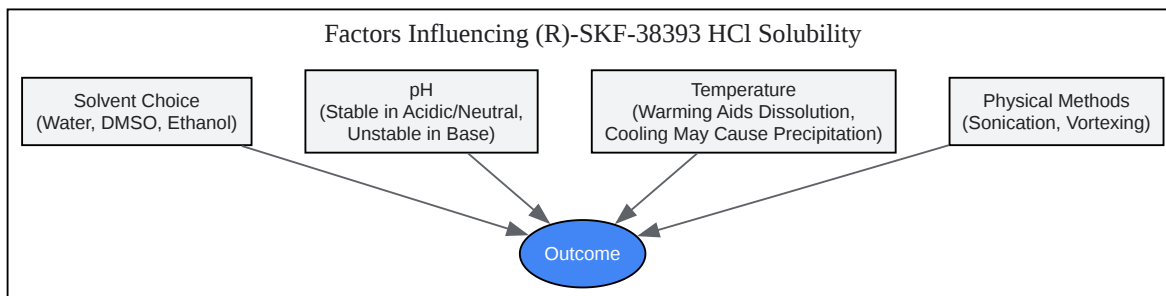 Factors Influencing (R)-SKF-38393 HCl Solubility
Solvent Choice
(Water, DMSO, Ethanol)
pH
(Stable in Acidic/Neutral,
Unstable in Base)
Temperature
(Warming Aids Dissolution,
Cooling May Cause Precipitation)
Physical Methods
(Sonication, Vortexing)
Outcome